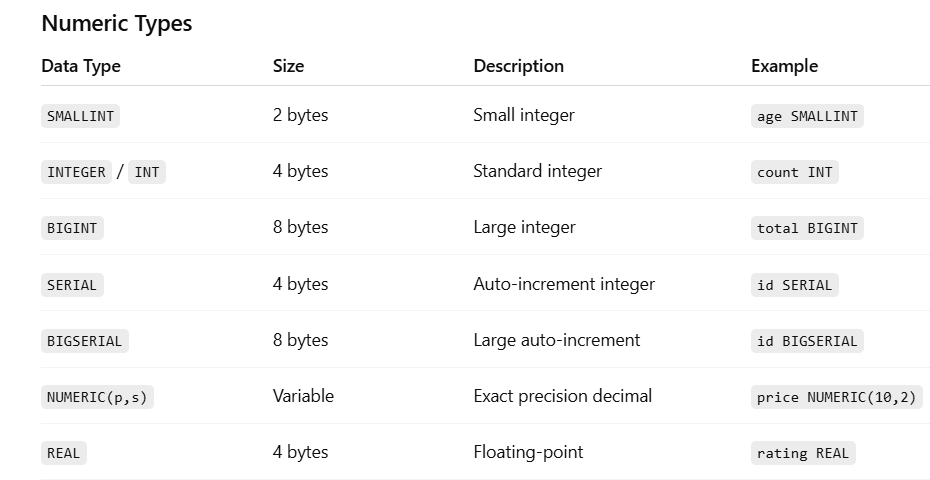 Numeric Types
Data Type Size Description Example
SMALLINT 2 bytes Small integer age SMALLINT
INTEGER / INT 4 bytes Standard integer count INT
BIGINT 8 bytes Large integer total BIGINT
SERIAL 4 bytes Auto-increment integer id SERIAL
BIGSERIAL 8 bytes Large auto-increment id BIGSERIAL
NUMERIC(p,s) Variable Exact precision decimal price NUMERIC(10,2)
REAL 4 bytes Floating-point rating REAL